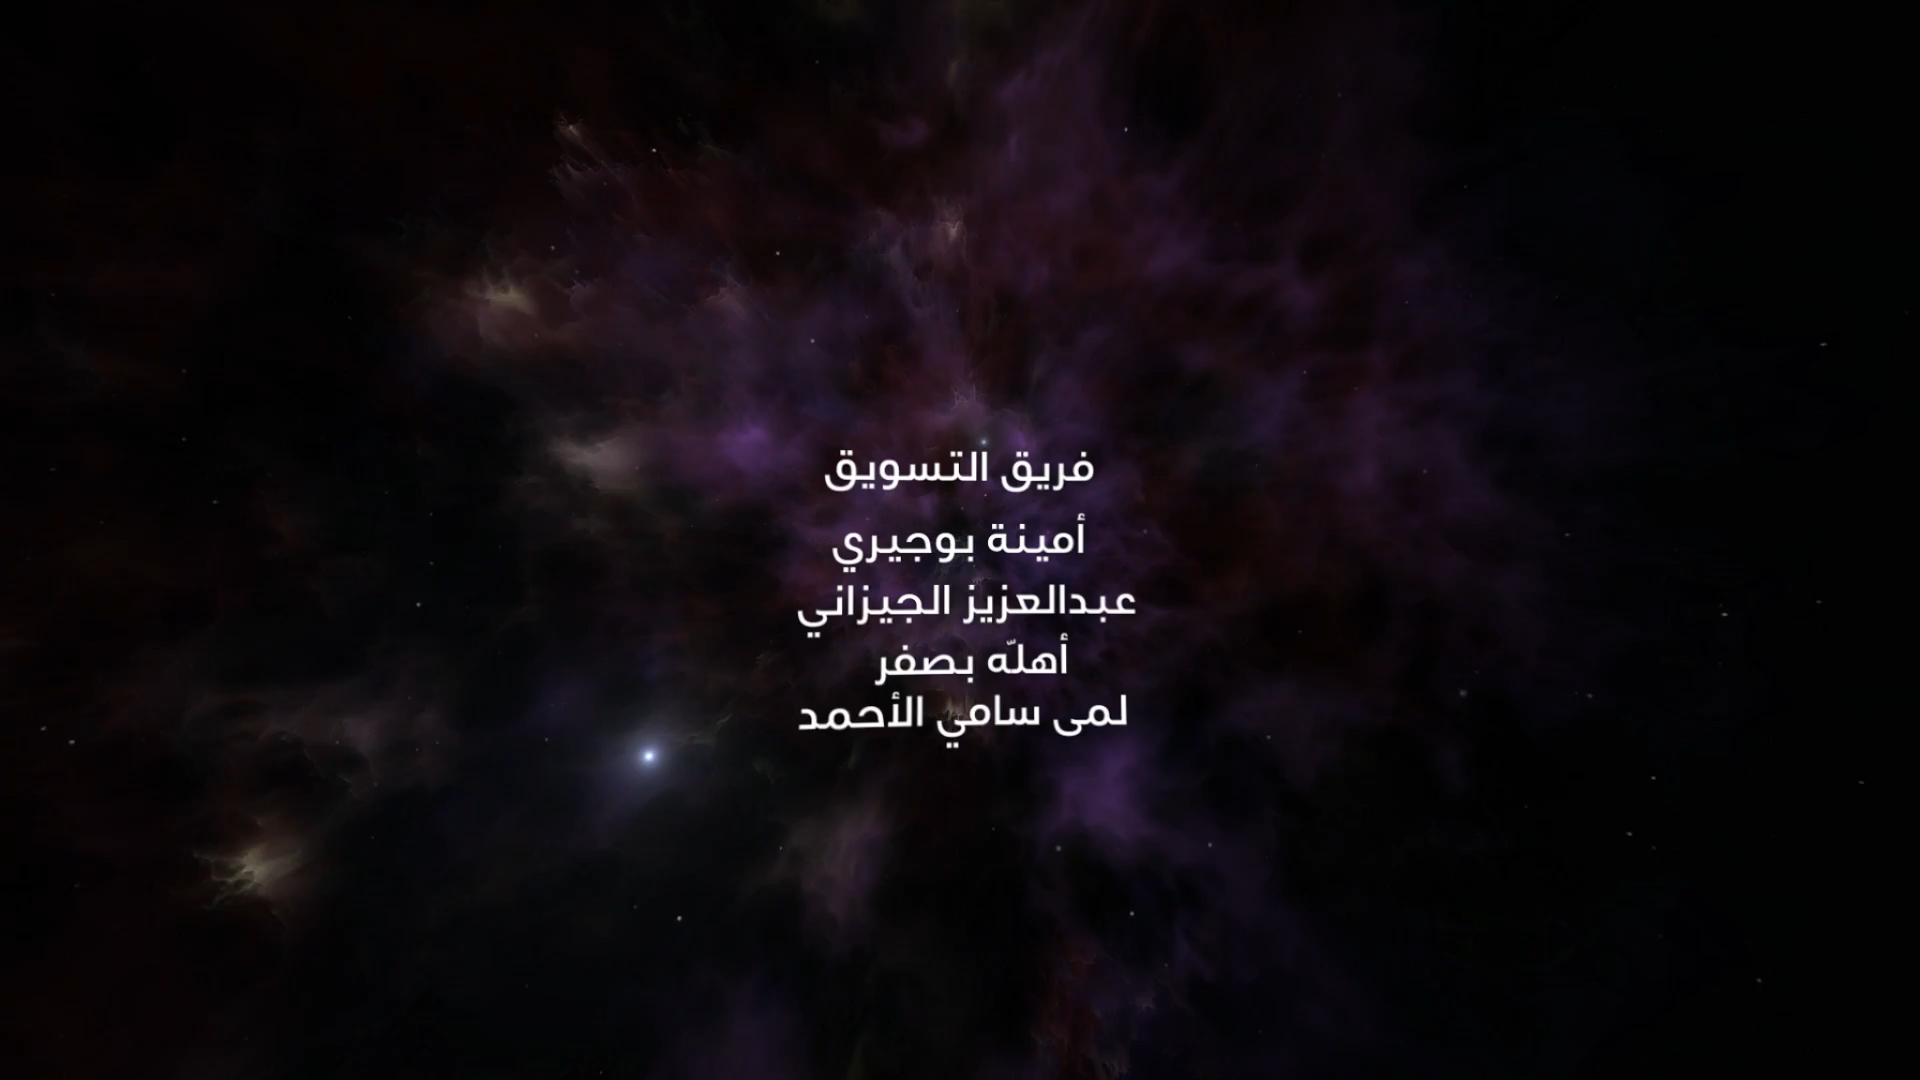 فريق التسويق
أمينة بوجيري
عبدالعزيز الجيزاني
أهلّه بصفر
لمى سامي الأحمد